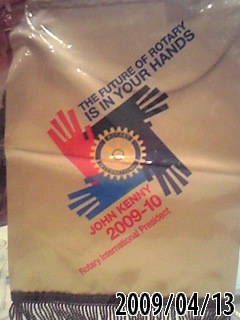 THE FUTURE OF ROTARY
IS IN YOUR HANDS
JOHN KENNY
2009-10
Rotary International President
2009/04/13